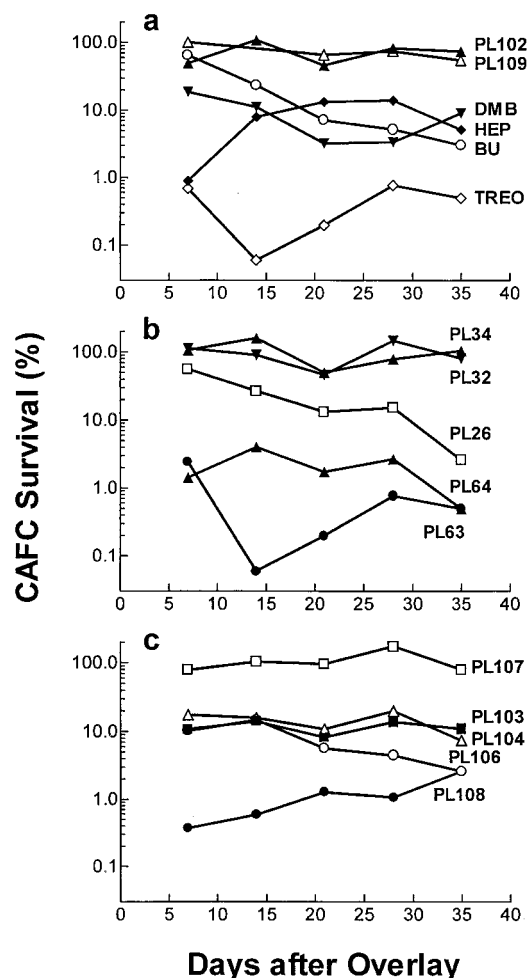 CAFC Survival (%)
a
100.0
10.0
1.0
0.1
PL102
PL109
DMB
HEP
BU
TREO
0 5 10 15 20 25 30 35 40
b
100.0
10.0
1.0
0.1
PL34
PL32
PL26
PL64
PL63
0 5 10 15 20 25 30 35 40
c
100.0
10.0
1.0
0.1
PL107
PL103
PL104
PL106
PL108
0 5 10 15 20 25 30 35 40
Days after Overlay